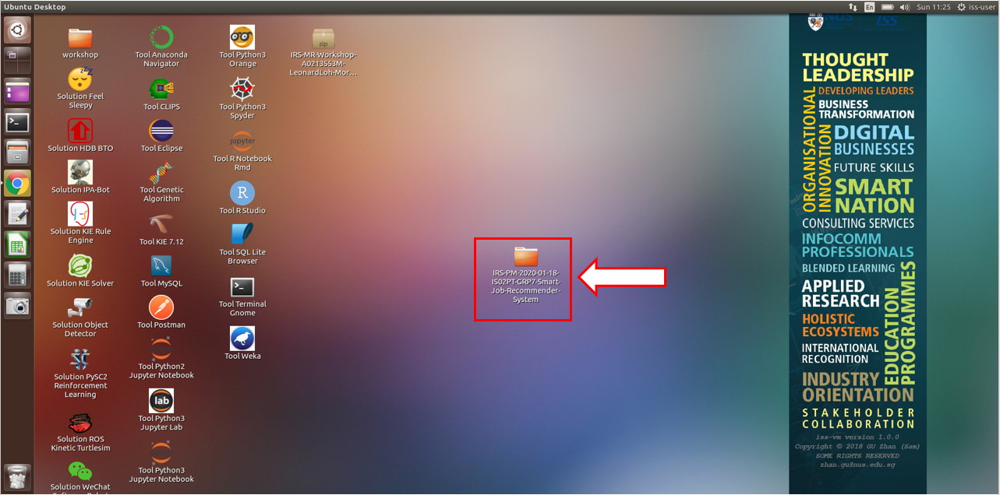 Ubuntu Desktop
En
Sun 11:25
iss-user
workshop
Solution Feel
Sleepy
Solution HDB BTO
Solution IPA-Bot
Solution KIE Rule
Engine
Solution KIE Solver
Solution Object
Detector
Solution PySC2
Reinforcement
Learning
Solution ROS
Kinetic Turtlesim
Solution WeChat
Tool Anaconda
Navigator
Tool CLIPS
Tool Eclipse
Tool Genetic
Algorithm
Tool KIE 7.12
Tool MySQL
Tool Postman
Tool Python2
Jupyter Notebook
lab
Tool Python3
Jupyter Lab
Tool Python3
Jupyter Notebook
Tool Python3
Orange
Tool Python3
Spyder
jupyter
Tool R Notebook
Rmd
R
Tool R Studio
Tool SQL Lite
Browser
Tool Terminal
Gnome
Tool Weka
zip
IRS-MR-Workshop-
A0213553M-
LeonardLoh-Mor...
IRS-PM-2020-01-18-
IS02PT-GRP7-Smart-
Job-Recommender-
System
NUS
ISS
THOUGHT
LEADERSHIP
DEVELOPING LEADERS
ORGANISATIONAL
INNOVATION
BUSINESS
TRANSFORMATION
DIGITAL
BUSINESSES
FUTURE SKILLS
SMART
NATION
CONSULTING SERVICES
INFOCOMM
PROFESSIONALS
BLENDED LEARNING
APPLIED
RESEARCH
HOLISTIC
ECOSYSTEMS
INTERNATIONAL
RECOGNITION
EDUCATION
PROGRAMMES
INDUSTRY
ORIENTATION
STAKEHOLDER
COLLABORATION
iss-vm version 1.0.0
Copyright © 2018 GU Zhan (Sam)
SOME RIGHTS RESERVED
zhan.gu@nus.edu.sg